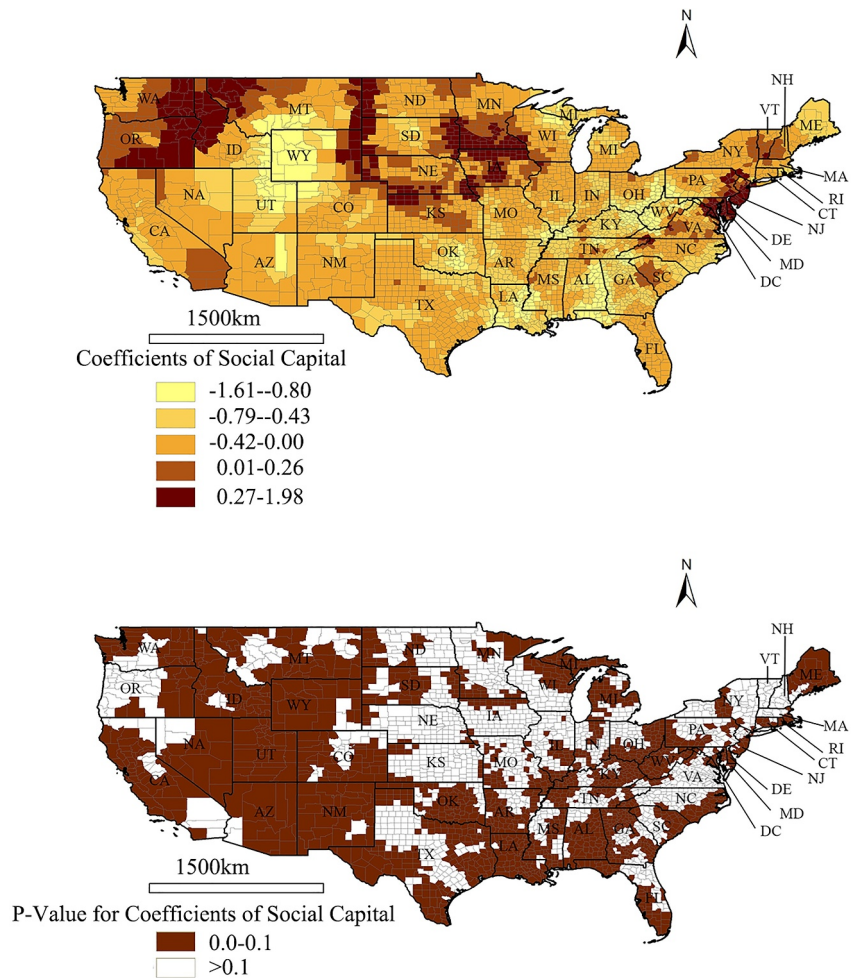 N
NH
VT
WA
MT
ND
MN
MI
ME
OR
ID
SD
WI
MI
NY
WY
MA
IA
PA
RI
NE
CT
NA
UT
CO
IL
IN
OH
NJ
CA
KS
MO
WV
VA
DE
KY
MD
TN
NC
DC
AZ
NM
OK
AR
SC
MS
AL
GA
TX
LA
FL
1500km
Coefficients of Social Capital
-1.61--0.80
-0.79--0.43
-0.42-0.00
0.01-0.26
0.27-1.98
N
NH
VT
WA
MT
ND
MN
MI
ME
OR
ID
SD
WI
MI
NY
WY
MA
IA
PA
RI
NE
CT
NA
UT
CO
IL
IN
OH
NJ
CA
KS
MO
WV
VA
DE
KY
MD
TN
NC
DC
AZ
NM
OK
AR
SC
MS
AL
GA
TX
LA
FL
1500km
P-Value for Coefficients of Social Capital
0.0-0.1
>0.1